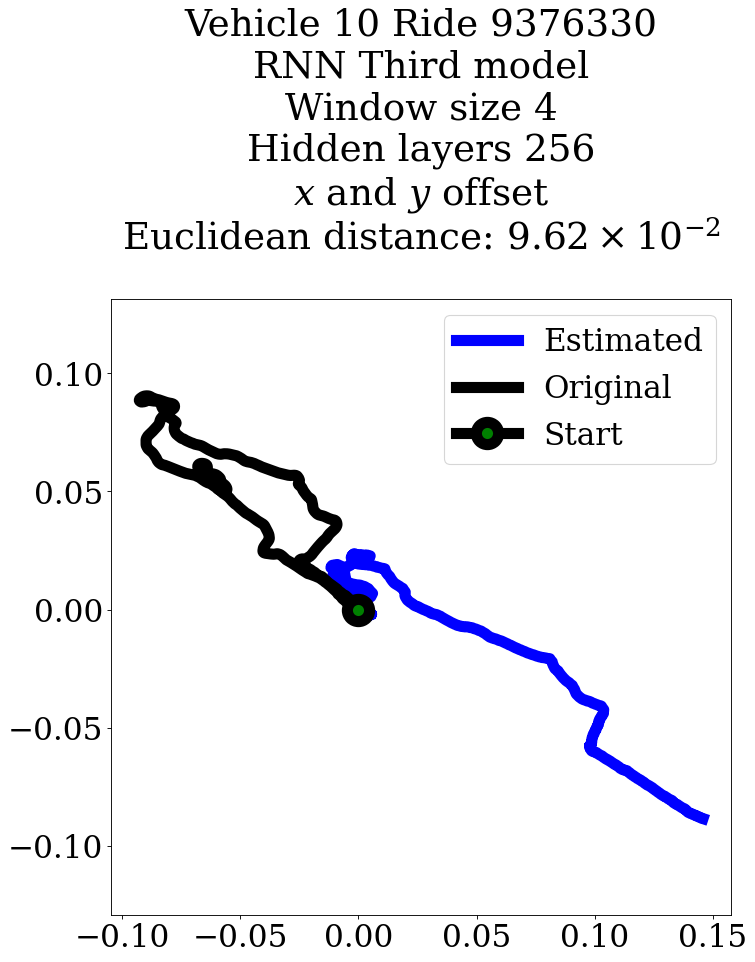 Vehicle 10 Ride 9376330
RNN Third model
Window size 4
Hidden layers 256
x and y offset
Euclidean distance: 9.62 × 10⁻²
Estimated
Original
Start
0.10
0.05
0.00
−0.05
−0.10
−0.10 −0.05 0.00 0.05 0.10 0.15